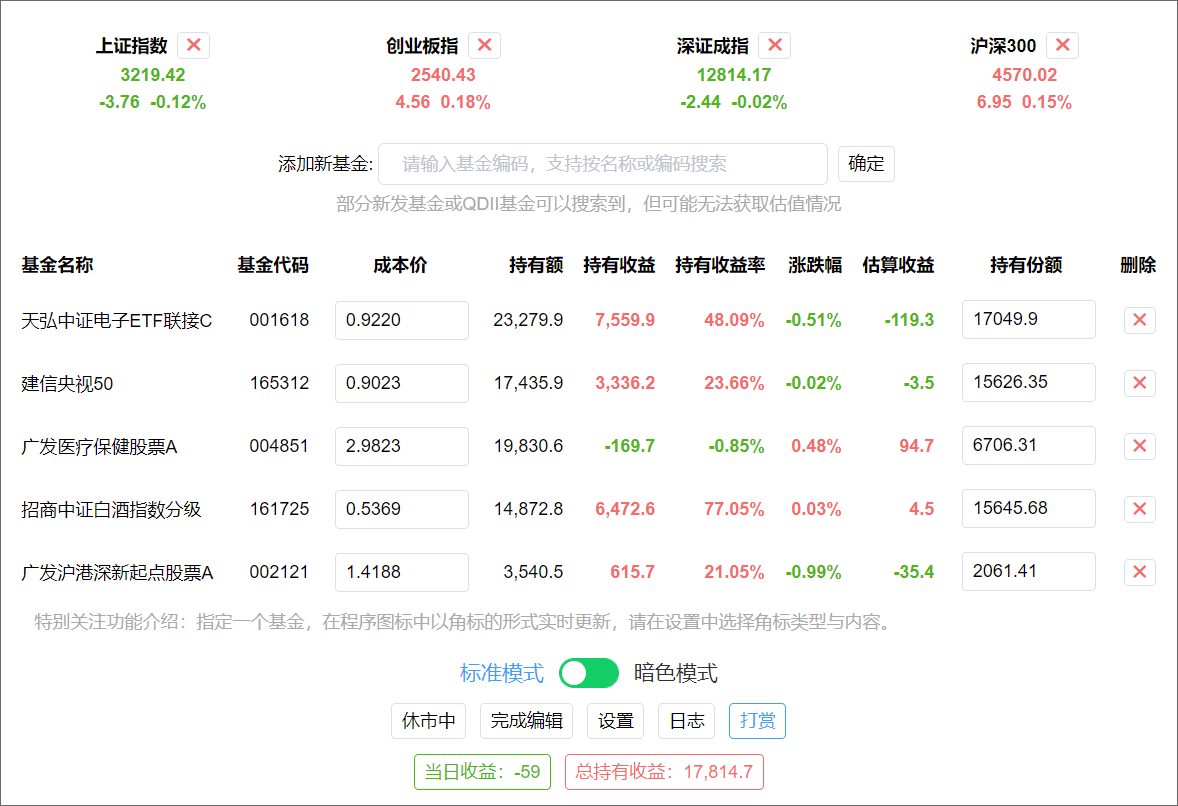 上证指数 创业板指 深证成指 沪深300
3219.42 2540.43 12814.17 4570.02
-3.76 -0.12% 4.56 0.18% -2.44 -0.02% 6.95 0.15%
添加新基金: 请输入基金编码，支持按名称或编码搜索 确定
部分新发基金或QDII基金可以搜索到，但可能无法获取估值情况
基金名称 基金代码 成本价 持有额 持有收益 持有收益率 涨跌幅 估算收益 持有份额 删除
天弘中证电子ETF联接C 001618 0.9220 23,279.9 7,559.9 48.09% -0.51% -119.3 17049.9
建信央视50 165312 0.9023 17,435.9 3,336.2 23.66% -0.02% -3.5 15626.35
广发医疗保健股票A 004851 2.9823 19,830.6 -169.7 -0.85% 0.48% 94.7 6706.31
招商中证白酒指数分级 161725 0.5369 14,872.8 6,472.6 77.05% 0.03% 4.5 15645.68
广发沪港深新起点股票A 002121 1.4188 3,540.5 615.7 21.05% -0.99% -35.4 2061.41
特别关注功能介绍：指定一个基金，在程序图标中以角标的形式实时更新，请在设置中选择角标类型与内容。
标准模式 暗色模式
休市中 完成编辑 设置 日志 打赏
当日收益：-59 总持有收益：17,814.7